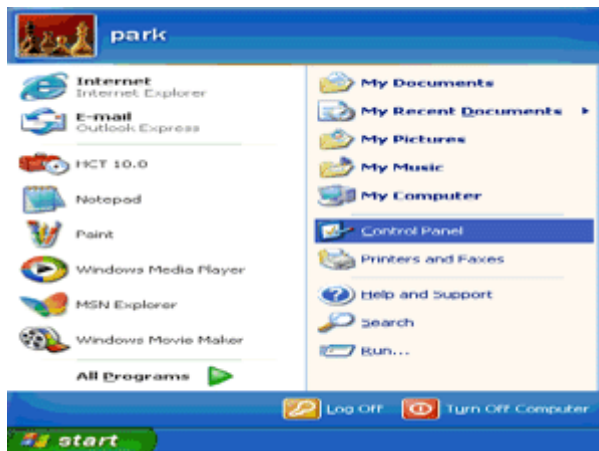 park
Internet
Internet Explorer
E-mail
Outlook Express
HCT 10.0
Notepad
Paint
Windows Media Player
MSN Explorer
Windows Movie Maker
All Programs
My Documents
My Recent Documents
My Pictures
My Music
My Computer
Control Panel
Printers and Faxes
Help and Support
Search
Run...
Log Off
Turn Off Computer
start